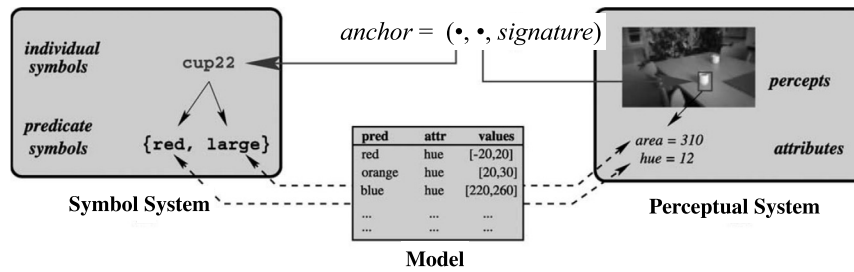 anchor = (•, •, signature)
individual
symbols
cup22
predicate
symbols
{red, large}
Symbol System
pred attr values
red hue [-20,20]
orange hue [20,30]
blue hue [220,260]
... ... ...
... ... ...
Model
percepts
area = 310
hue = 12
attributes
Perceptual System